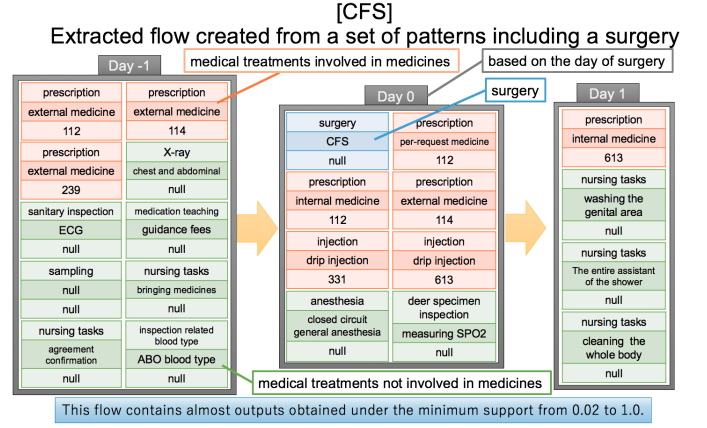 [CFS]
Extracted flow created from a set of patterns including a surgery
Day -1
medical treatments involved in medicines
based on the day of surgery
Day 0
surgery
Day 1
prescription
external medicine
112
prescription
external medicine
114
prescription
external medicine
239
X-ray
chest and abdominal
null
sanitary inspection
ECG
null
medication teaching
guidance fees
null
sampling
null
null
nursing tasks
bringing medicines
null
nursing tasks
agreement
confirmation
null
inspection related
blood type
ABO blood type
null
surgery
CFS
null
prescription
per-request medicine
112
prescription
internal medicine
112
prescription
external medicine
114
injection
drip injection
331
injection
drip injection
613
anesthesia
closed circuit
general anesthesia
null
deer specimen
inspection
measuring SPO2
null
prescription
internal medicine
613
nursing tasks
washing the
genital area
null
nursing tasks
The entire assistant
of the shower
null
nursing tasks
cleaning the
whole body
null
medical treatments not involved in medicines
This flow contains almost outputs obtained under the minimum support from 0.02 to 1.0.